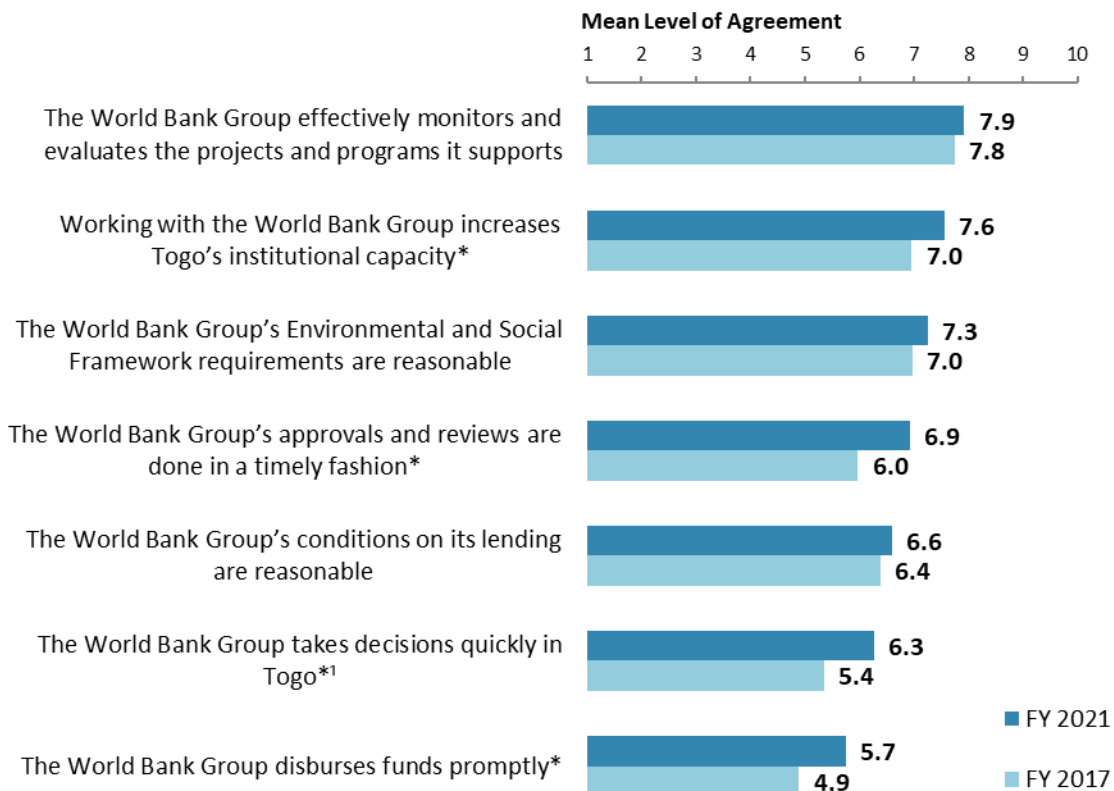 Mean Level of Agreement
1 2 3 4 5 6 7 8 9 10
The World Bank Group effectively monitors and
evaluates the projects and programs it supports
7.9
7.8
Working with the World Bank Group increases
Togo’s institutional capacity*
7.6
7.0
The World Bank Group’s Environmental and Social
Framework requirements are reasonable
7.3
7.0
The World Bank Group’s approvals and reviews are
done in a timely fashion*
6.9
6.0
The World Bank Group’s conditions on its lending
are reasonable
6.6
6.4
The World Bank Group takes decisions quickly in
Togo*¹
6.3
5.4
The World Bank Group disburses funds promptly*
5.7
4.9
FY 2021
FY 2017